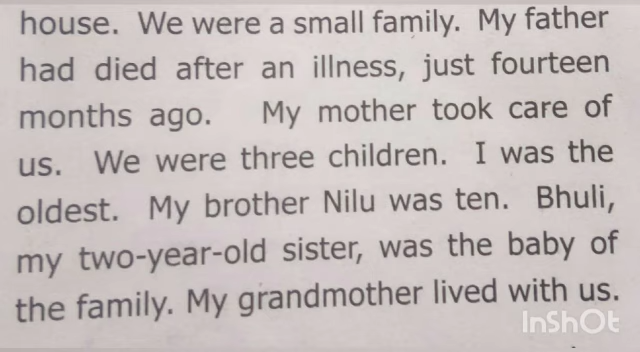 house. We were a small family. My father
had died after an illness, just fourteen
months ago. My mother took care of
us. We were three children. I was the
oldest. My brother Nilu was ten. Bhuli,
my two-year-old sister, was the baby of
the family. My grandmother lived with us.
InShOt